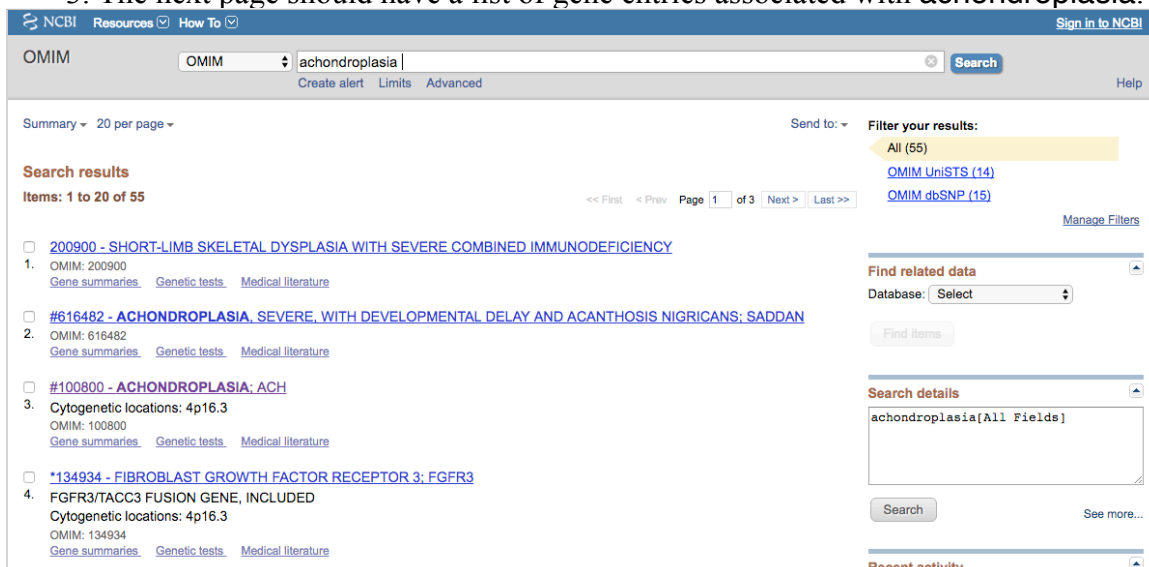 3. The next page should have a list of gene entries associated with achondroplasia.
NCBI Resources How To Sign in to NCBI
OMIM OMIM achondroplasia Search
Create alert Limits Advanced Help
Summary 20 per page Send to: Filter your results:
All (55)
Search results OMIM UniSTS (14)
Items: 1 to 20 of 55 << First < Prev Page 1 of 3 Next > Last >> OMIM dbSNP (15)
Manage Filters
200900 - SHORT-LIMB SKELETAL DYSPLASIA WITH SEVERE COMBINED IMMUNODEFICIENCY
1. OMIM: 200900
Gene summaries Genetic tests Medical literature
Find related data
Database: Select
Find items
#616482 - ACHONDROPLASIA, SEVERE, WITH DEVELOPMENTAL DELAY AND ACANTHOSIS NIGRICANS; SADDAN
2. OMIM: 616482
Gene summaries Genetic tests Medical literature
#100800 - ACHONDROPLASIA; ACH
3. Cytogenetic locations: 4p16.3
OMIM: 100800
Gene summaries Genetic tests Medical literature
Search details
achondroplasia[All Fields]
Search See more...
*134934 - FIBROBLAST GROWTH FACTOR RECEPTOR 3; FGFR3
4. FGFR3/TACC3 FUSION GENE, INCLUDED
Cytogenetic locations: 4p16.3
OMIM: 134934
Gene summaries Genetic tests Medical literature
Recent activity